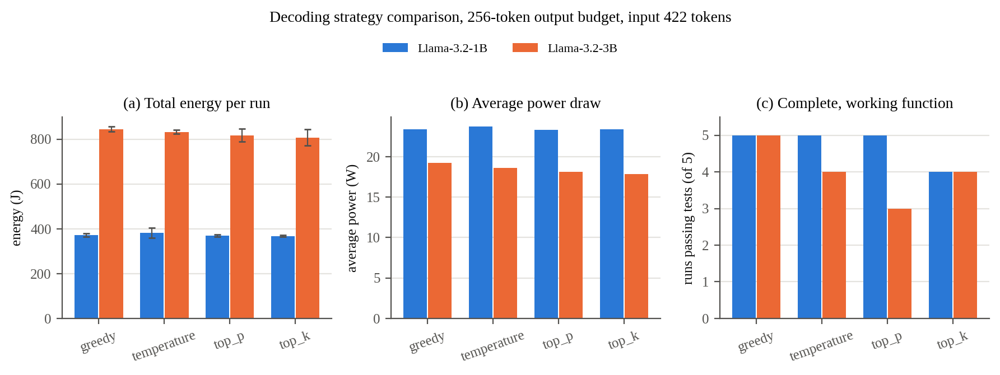 Decoding strategy comparison, 256-token output budget, input 422 tokens
Llama-3.2-1B
Llama-3.2-3B
(a) Total energy per run
energy (J)
800
600
400
200
0
greedy
temperature
top_p
top_k
(b) Average power draw
average power (W)
20
15
10
5
0
greedy
temperature
top_p
top_k
(c) Complete, working function
runs passing tests (of 5)
5
4
3
2
1
0
greedy
temperature
top_p
top_k